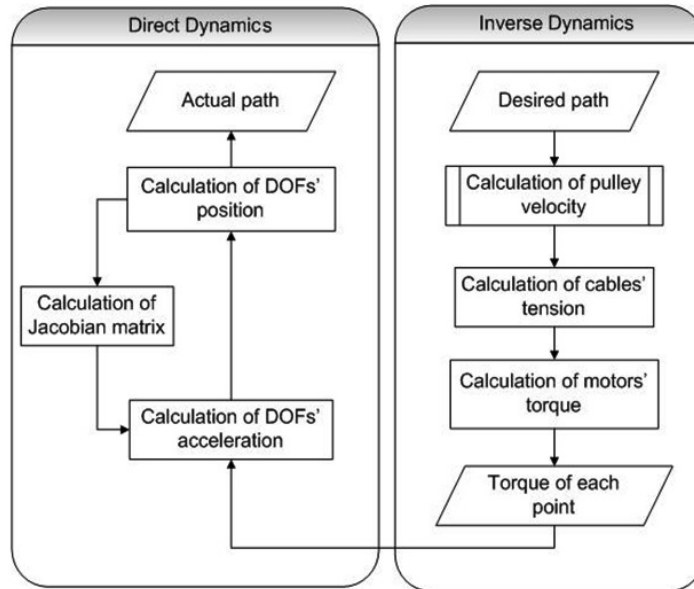 Direct Dynamics
Actual path
Calculation of DOFs'
position
Calculation of
Jacobian matrix
Calculation of DOFs'
acceleration
Inverse Dynamics
Desired path
Calculation of pulley
velocity
Calculation of cables'
tension
Calculation of motors'
torque
Torque of each
point